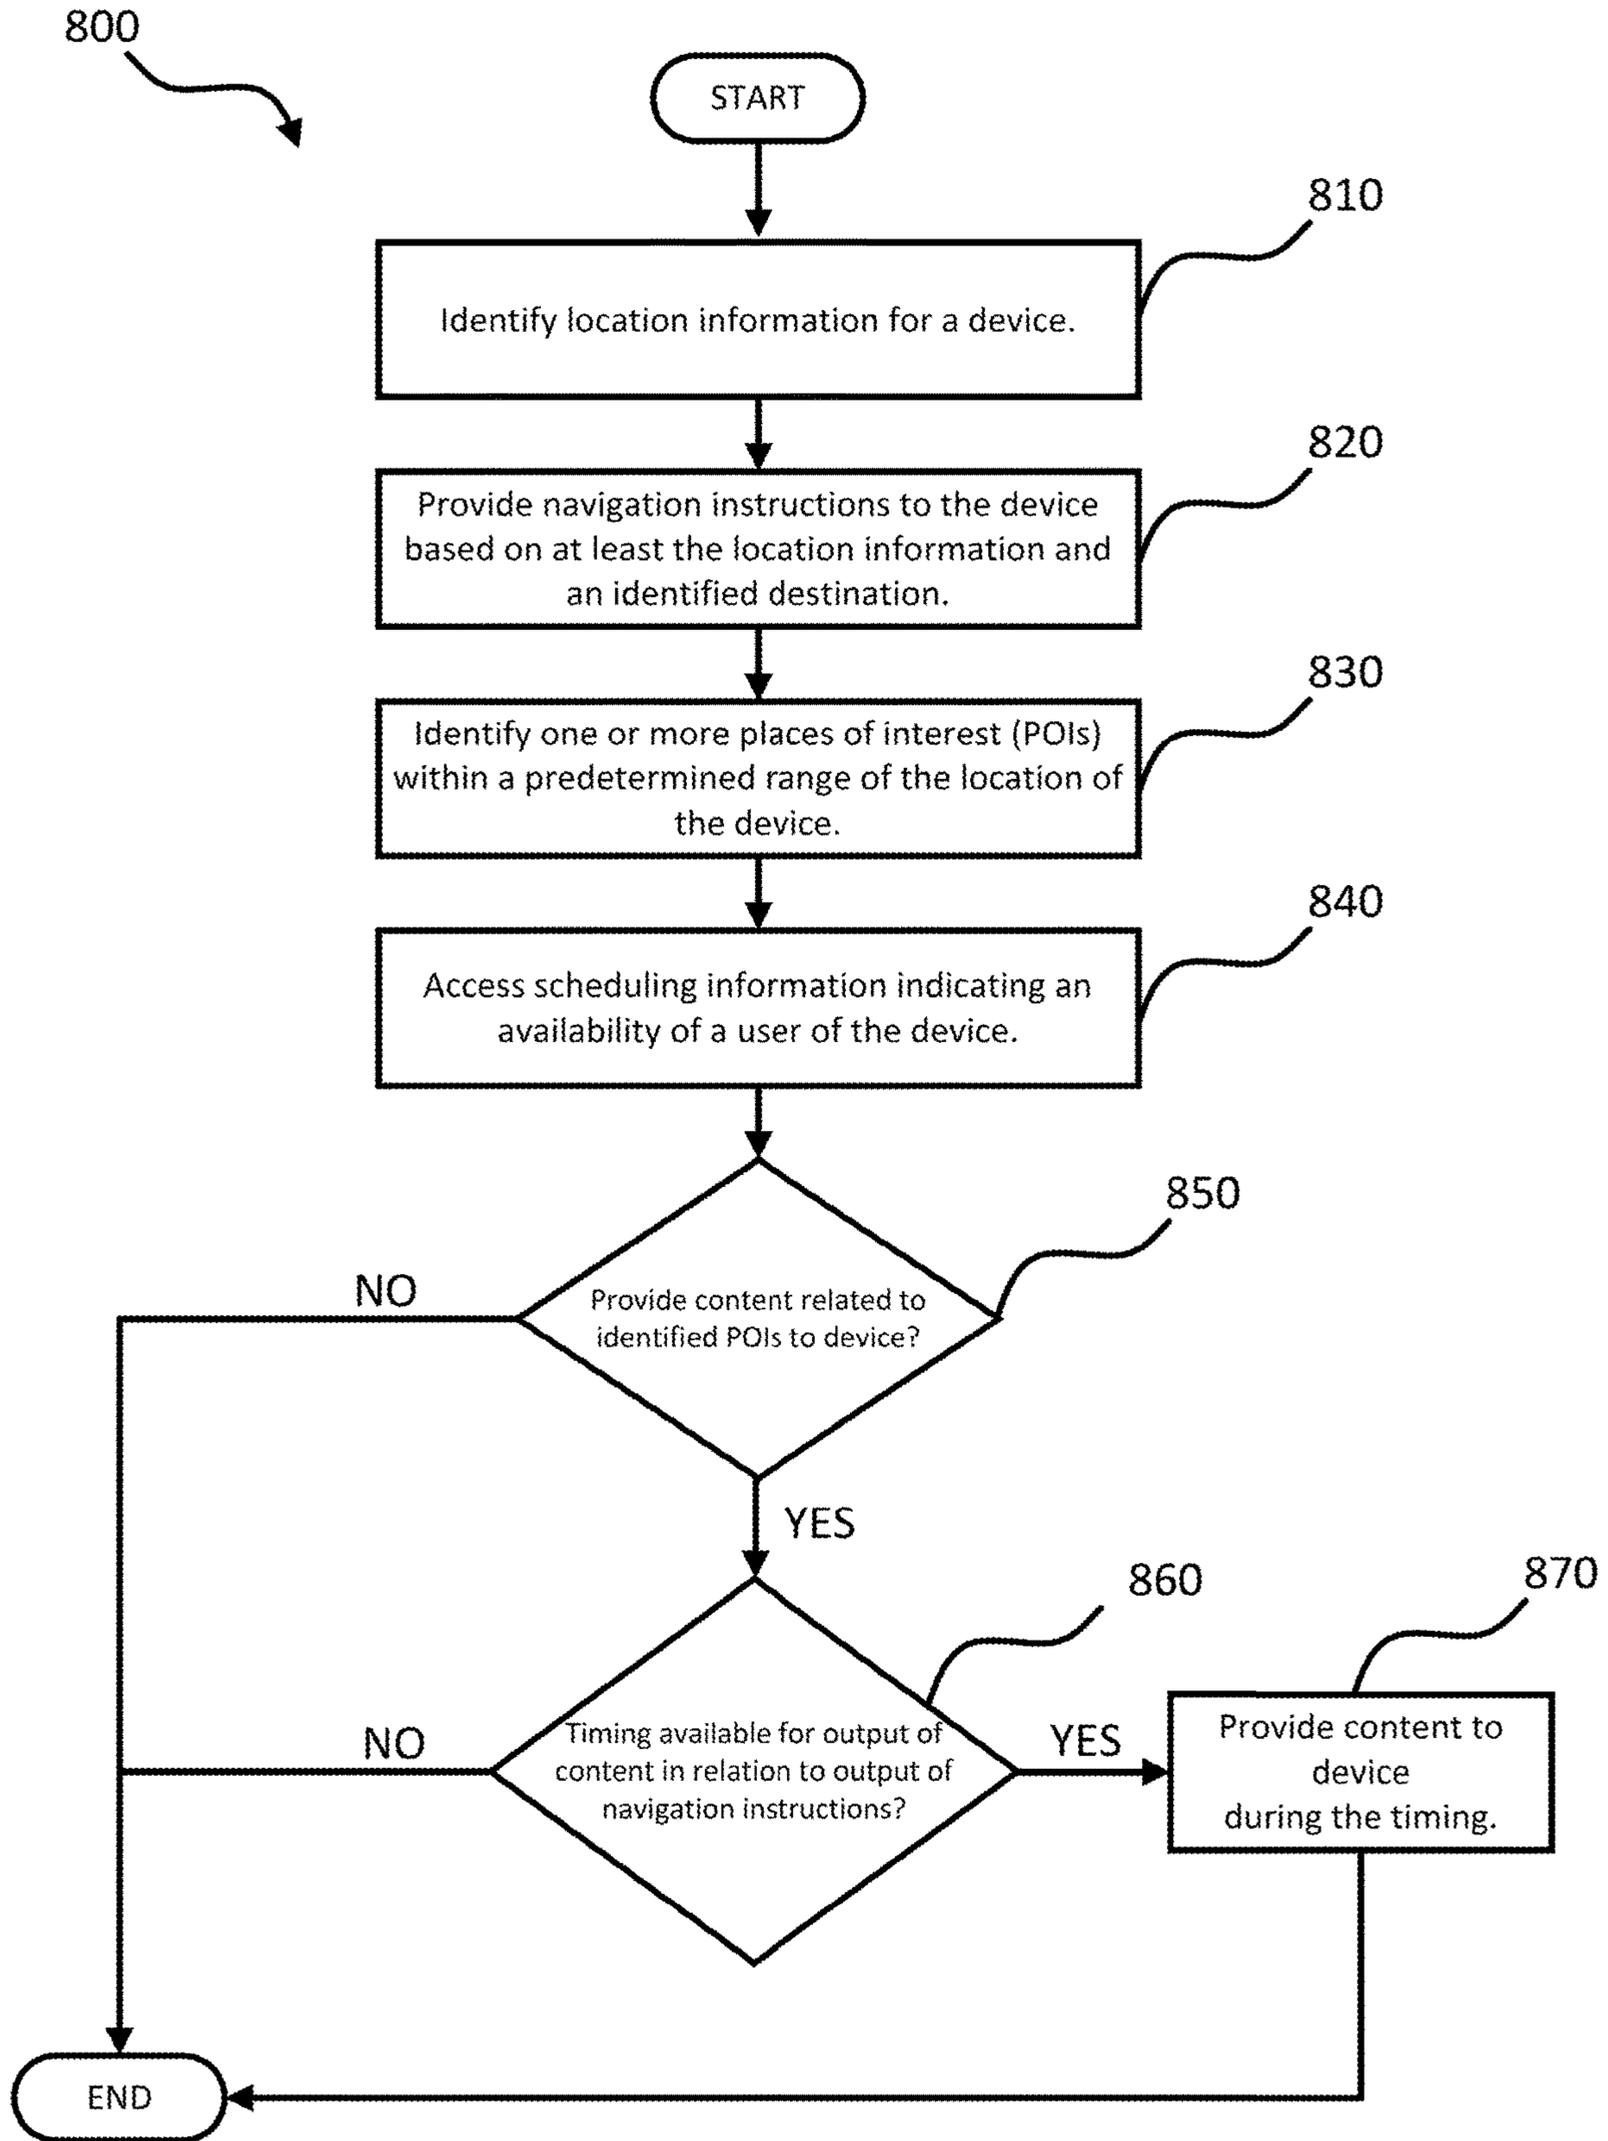 800
START
810
Identify location information for a device.
820
Provide navigation instructions to the device
based on at least the location information and
an identified destination.
830
Identify one or more places of interest (POIs)
within a predetermined range of the location of
the device.
840
Access scheduling information indicating an
availability of a user of the device.
850
NO
Provide content related to
identified POIs to device?
YES
860
870
NO
Timing available for output of
content in relation to output of
navigation instructions?
YES
Provide content to
device
during the timing.
END